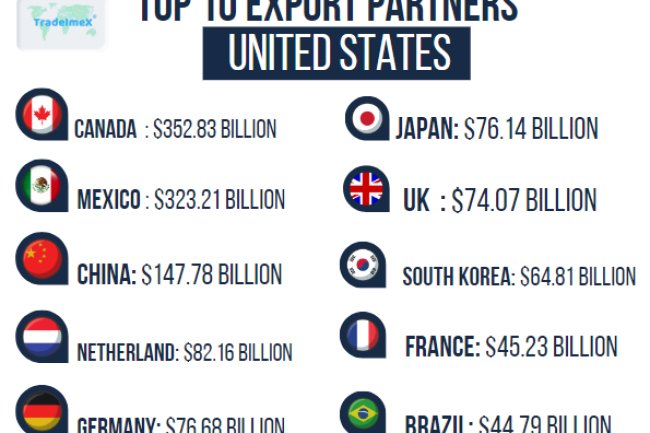 TradeImeX
TOP 10 EXPORT PARTNERS
UNITED STATES
CANADA : $352.83 BILLION
MEXICO : $323.21 BILLION
CHINA: $147.78 BILLION
NETHERLAND: $82.16 BILLION
GERMANY: $76.68 BILLION
JAPAN: $76.14 BILLION
UK : $74.07 BILLION
SOUTH KOREA: $64.81 BILLION
FRANCE: $45.23 BILLION
BRAZIL: $44.79 BILLION